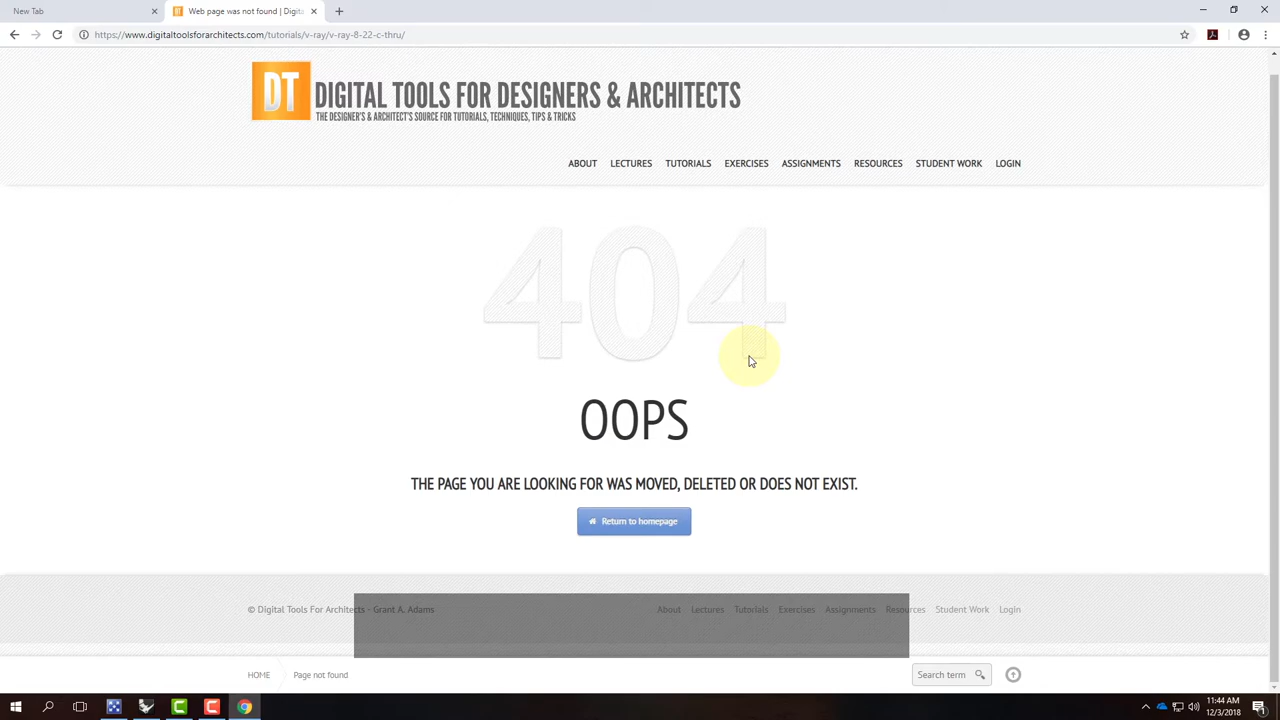 New Tab
Web page was not found | Digita
https://www.digitaltoolsforarchitects.com/tutorials/v-ray/v-ray-8-22-c-thru/
DT
DIGITAL TOOLS FOR DESIGNERS & ARCHITECTS
THE DESIGNER'S & ARCHITECT'S SOURCE FOR TUTORIALS, TECHNIQUES, TIPS & TRICKS
ABOUT LECTURES TUTORIALS EXERCISES ASSIGNMENTS RESOURCES STUDENT WORK LOGIN
404
OOPS
THE PAGE YOU ARE LOOKING FOR WAS MOVED, DELETED OR DOES NOT EXIST.
Return to homepage
© Digital Tools For Architects - Grant A. Adams
About Lectures Tutorials Exercises Assignments Resources Student Work Login
HOME Page not found
Search term
11:44 AM
12/3/2018